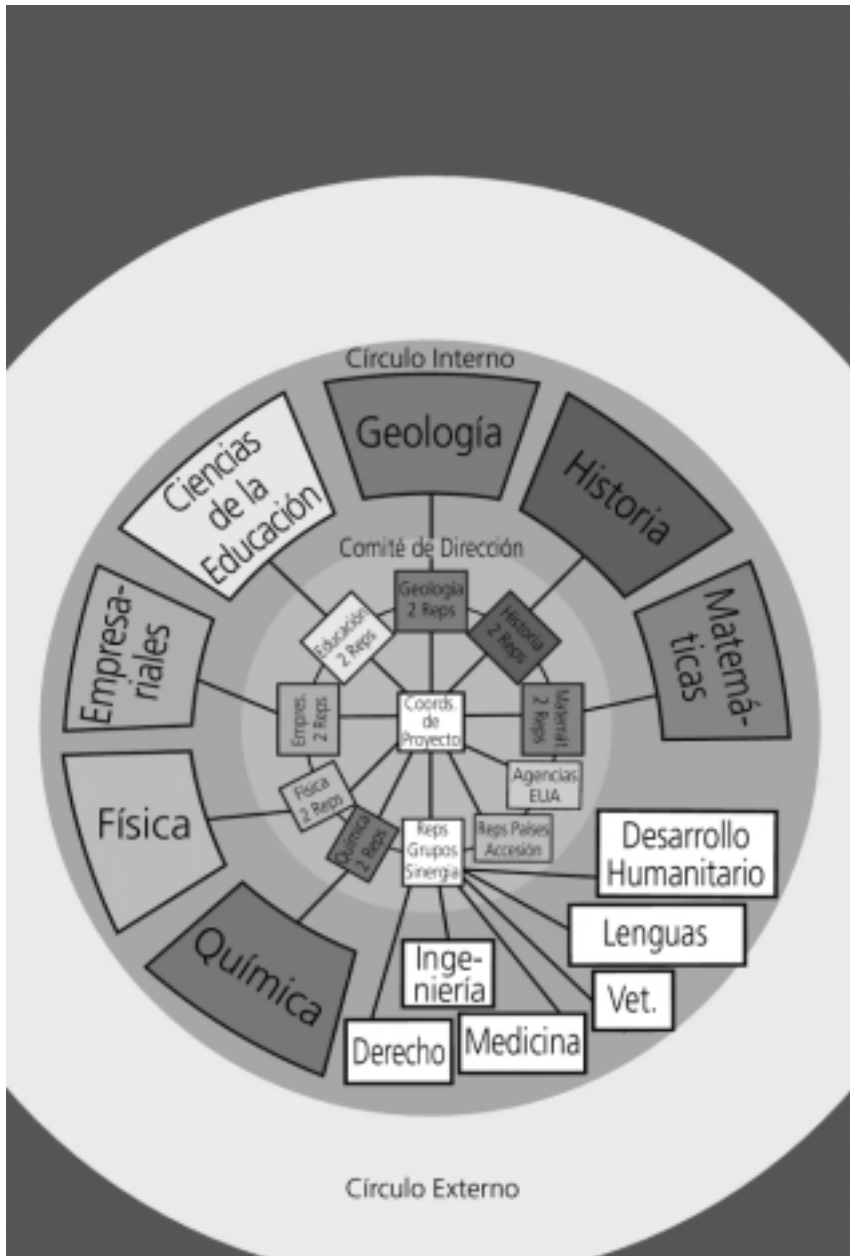 Círculo Interno
Geología
Historia
Matemá-
ticas
Ciencias
de la
Educación
Empresa-
riales
Física
Química
Comité de Dirección
Geología
2 Reps
Historia
2 Reps
Matemát.
2 Reps
Educación
2 Reps
Empres.
2 Reps
Física
2 Reps
Química
2 Reps
Coords.
de
Proyecto
Agencias
EUA
Reps Países
Accesión
Reps
Grupos
Sinergia
Desarrollo
Humanitario
Lenguas
Vet.
Inge-
niería
Medicina
Derecho
Círculo Externo